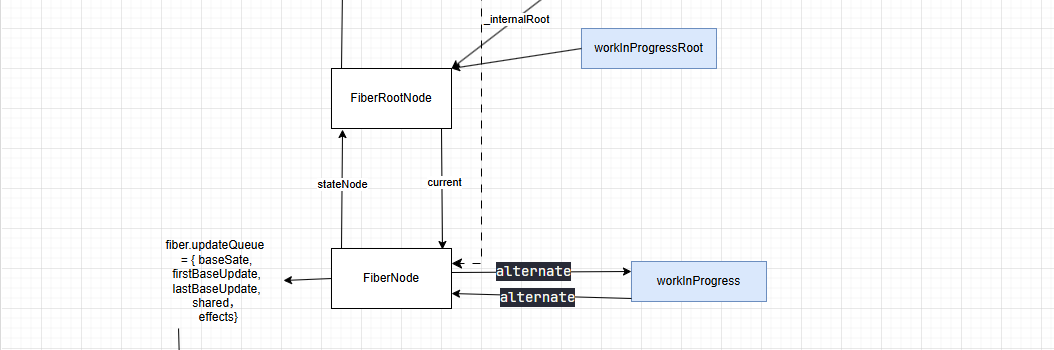 _internalRoot
workInProgressRoot
FiberRootNode
stateNode
current
fiber.updateQueue
= { baseSate,
firstBaseUpdate,
lastBaseUpdate,
shared，
effects}
FiberNode
alternate
alternate
workInProgress